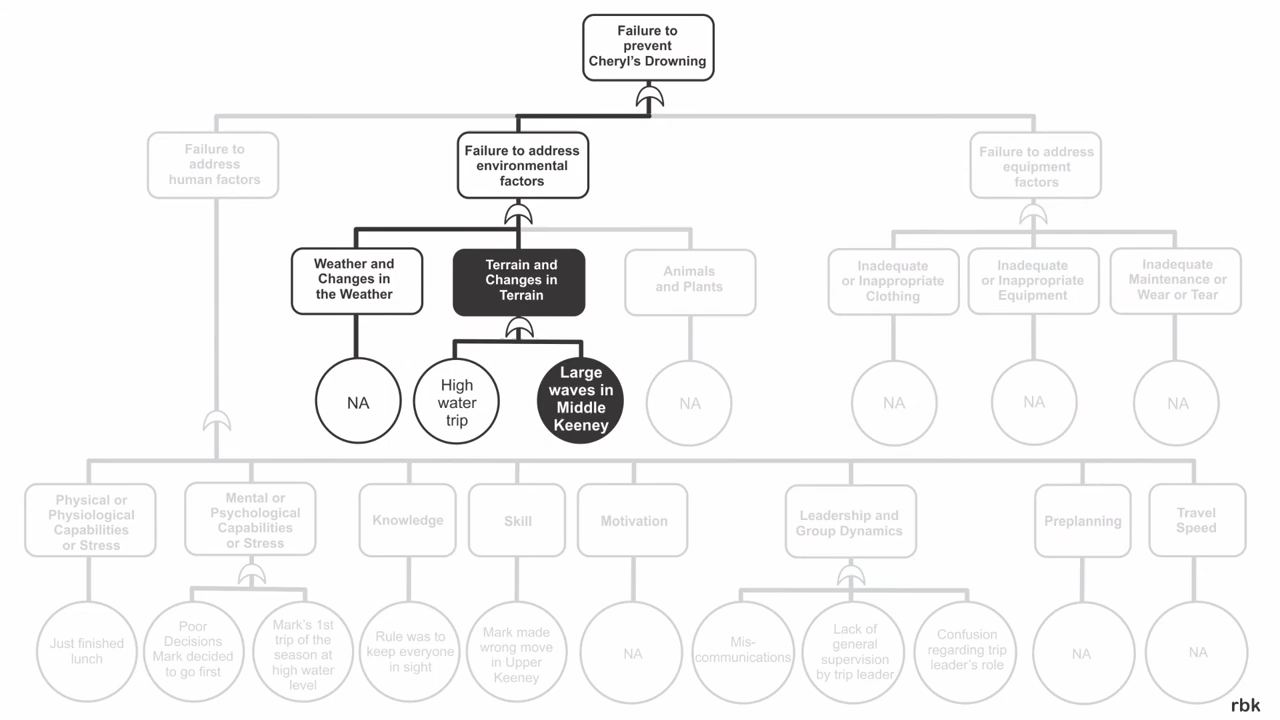 Failure to
prevent
Cheryl's Drowning
Failure to
address
human factors
Failure to address
environmental
factors
Failure to address
equipment
factors
Weather and
Changes in
the Weather
Terrain and
Changes in
Terrain
Animals
and Plants
Inadequate
or Inappropriate
Clothing
Inadequate
or Inappropriate
Equipment
Inadequate
Maintenance or
Wear or Tear
NA
High
water
trip
Large
waves in
Middle
Keeney
NA
NA
NA
NA
Physical or
Physiological
Capabilities
or Stress
Mental or
Psychological
Capabilities
or Stress
Knowledge
Skill
Motivation
Leadership and
Group Dynamics
Preplanning
Travel
Speed
Just finished
lunch
Poor
Decisions
Mark decided
to go first
Mark's 1st
trip of the
season at
high water
level
Rule was to
keep everyone
in sight
Mark made
wrong move
in Upper
Keeney
NA
Mis-
communications
Lack of
general
supervision
by trip leader
Confusion
regarding trip
leader's role
NA
NA
rbk